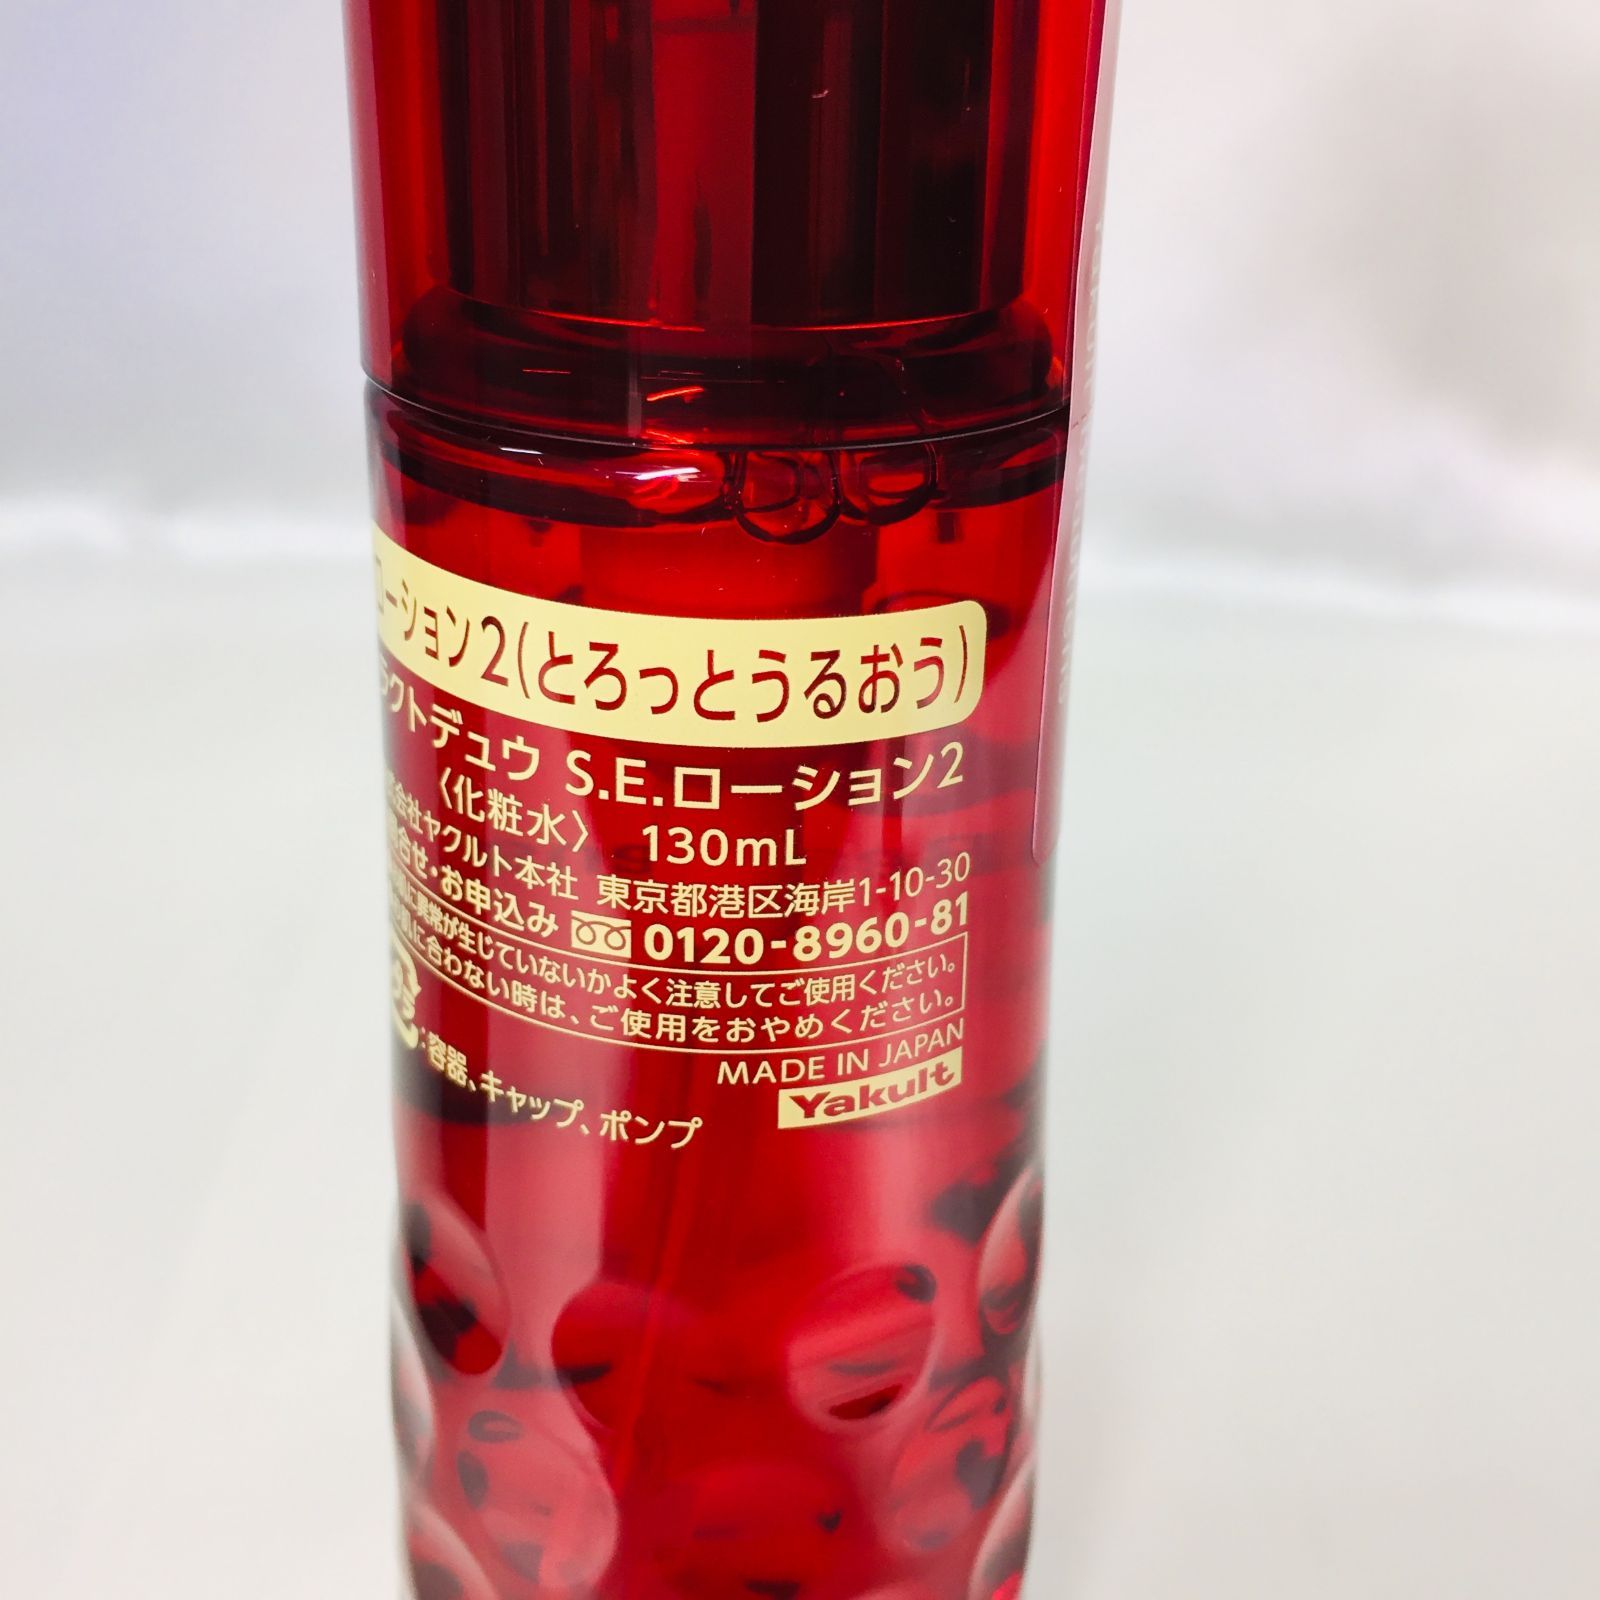 ローション2(とろっとうるおう)
ラクトデュウ S.E.ローション2
〈化粧水〉 130mL
会社ヤクルト本社 東京都港区海岸1-10-30
合せ・お申込み 0120-8960-81
に異常が生じていないかよく注意してご使用ください。
肌に合わない時は、ご使用をおやめください。
MADE IN JAPAN
Yakult
:容器、キャップ、ポンプ